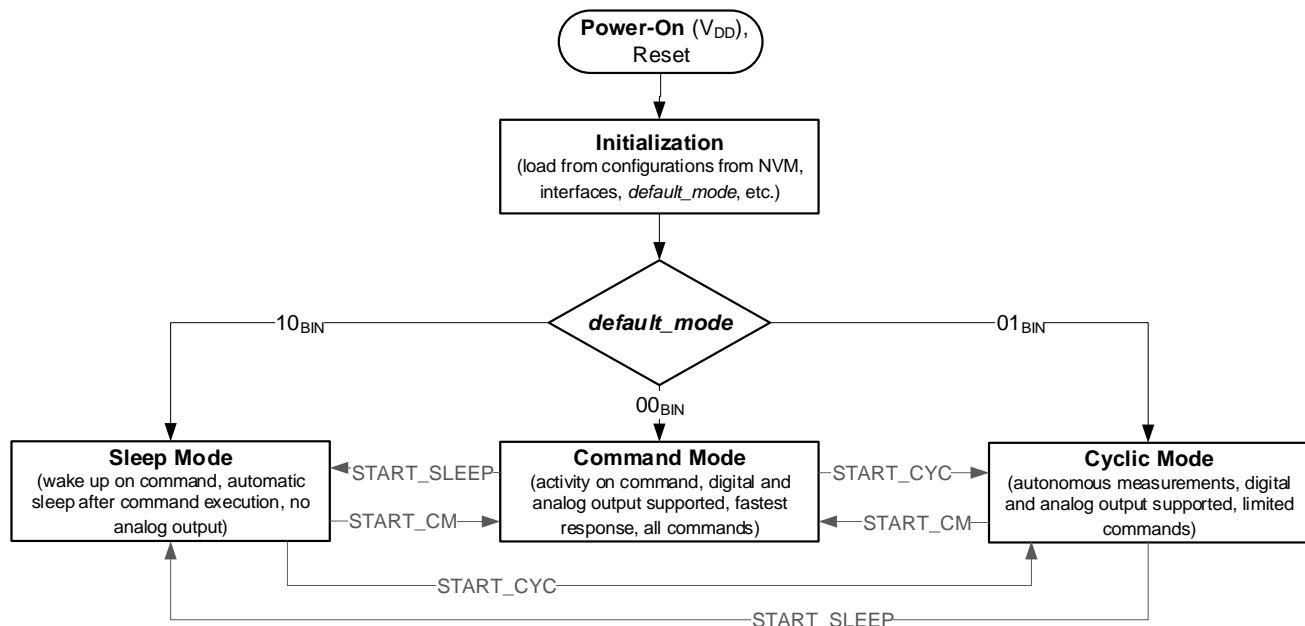 Power-On (VDD),
Reset
Initialization
(load from configurations from NVM,
interfaces, default_mode, etc.)
default_mode
10BIN
01BIN
00BIN
Sleep Mode
(wake up on command, automatic
sleep after command execution, no
analog output)
START_SLEEP
START_CM
Command Mode
(activity on command, digital and
analog output supported, fastest
response, all commands)
START_CYC
START_CM
Cyclic Mode
(autonomous measurements, digital
and analog output supported, limited
commands)
START_CYC
START_SLEEP